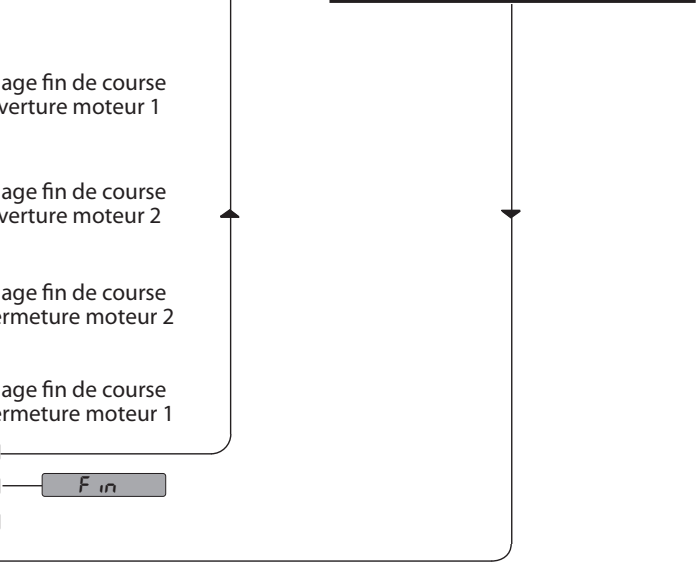 age fin de course
verture moteur 1
age fin de course
verture moteur 2
age fin de course
ermeture moteur 2
age fin de course
ermeture moteur 1
F in